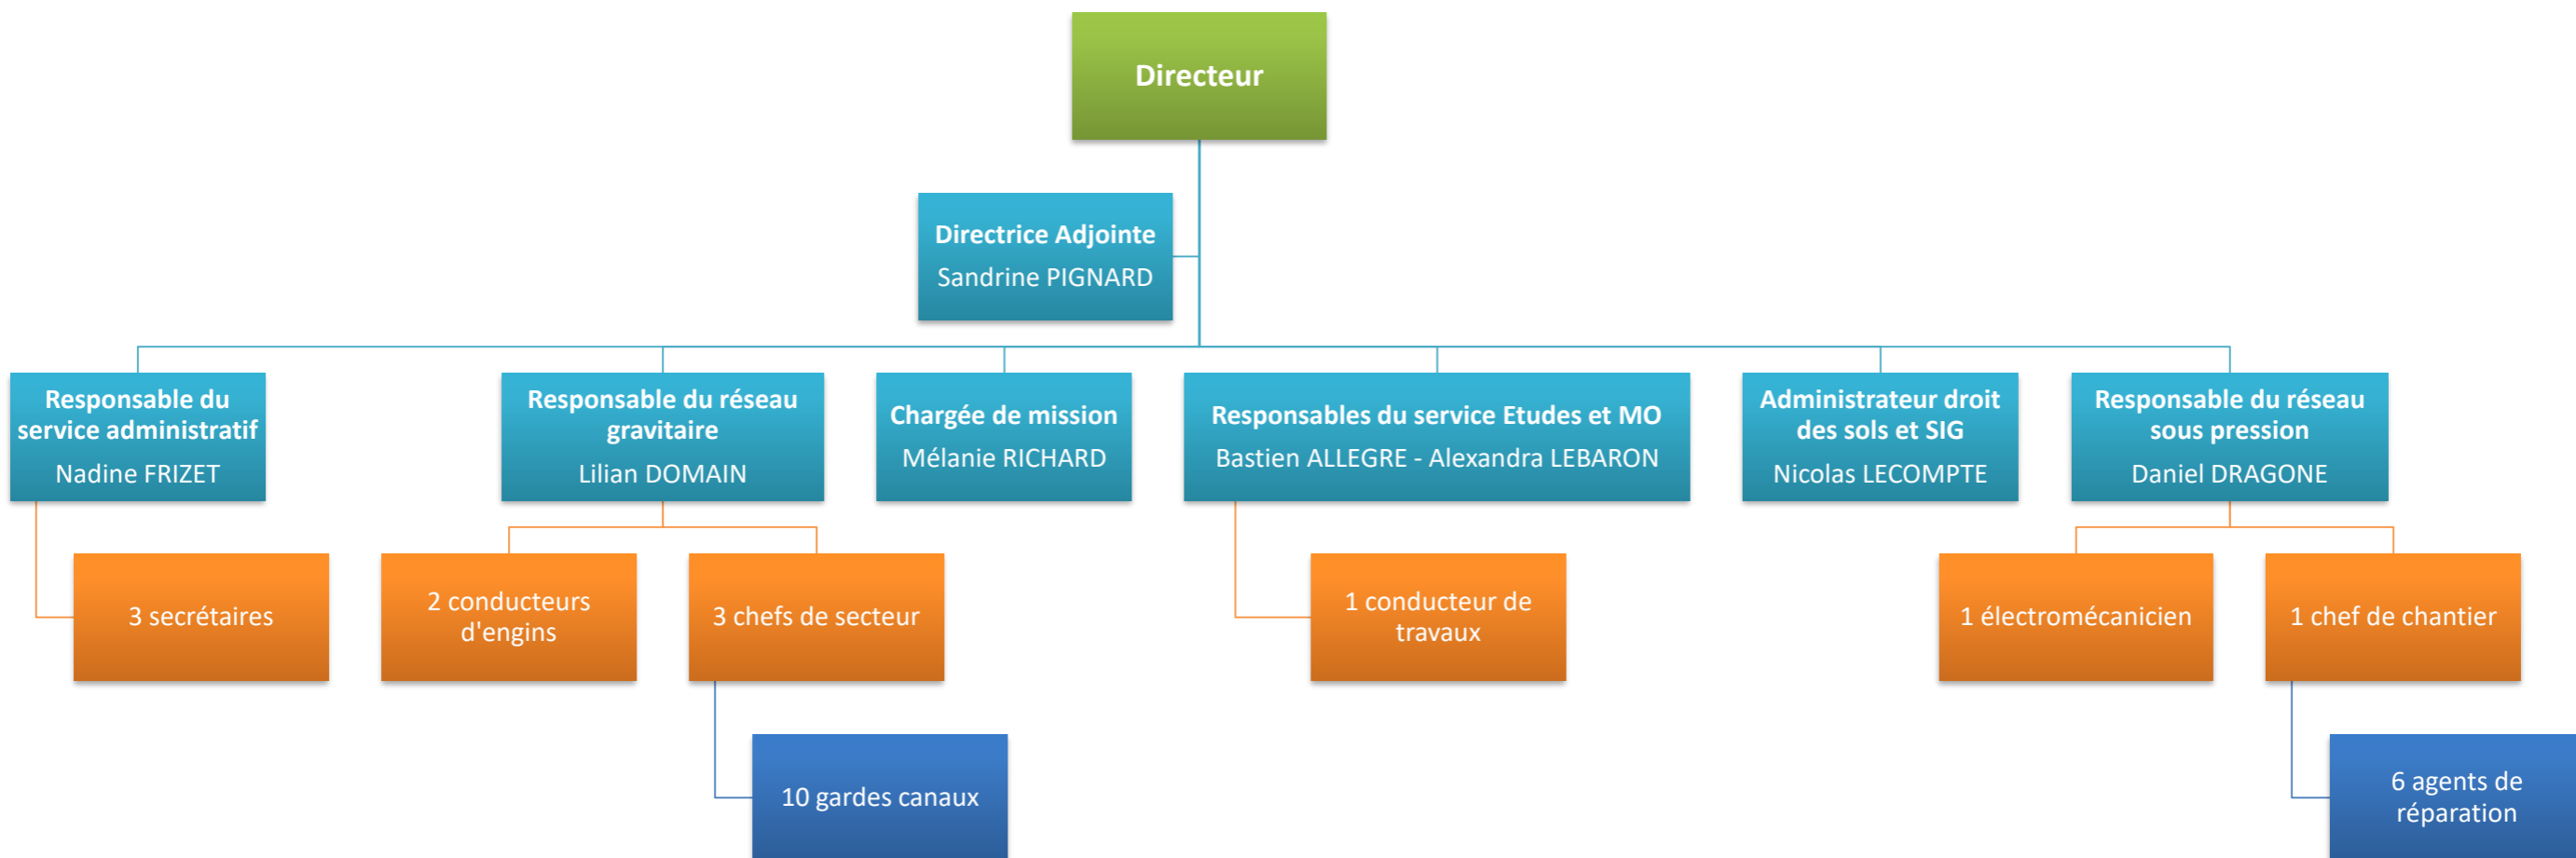 Directeur
Directrice Adjointe
Sandrine PIGNARD
Responsable du
service administratif
Nadine FRIZET
Responsable du réseau
gravitaire
Lilian DOMAIN
Chargée de mission
Mélanie RICHARD
Responsables du service Etudes et MO
Bastien ALLEGRE - Alexandra LEBARON
Administrateur droit
des sols et SIG
Nicolas LECOMPTE
Responsable du réseau
sous pression
Daniel DRAGONE
3 secrétaires
2 conducteurs
d'engins
3 chefs de secteur
1 conducteur de
travaux
1 électromécanicien
1 chef de chantier
10 gardes canaux
6 agents de
réparation